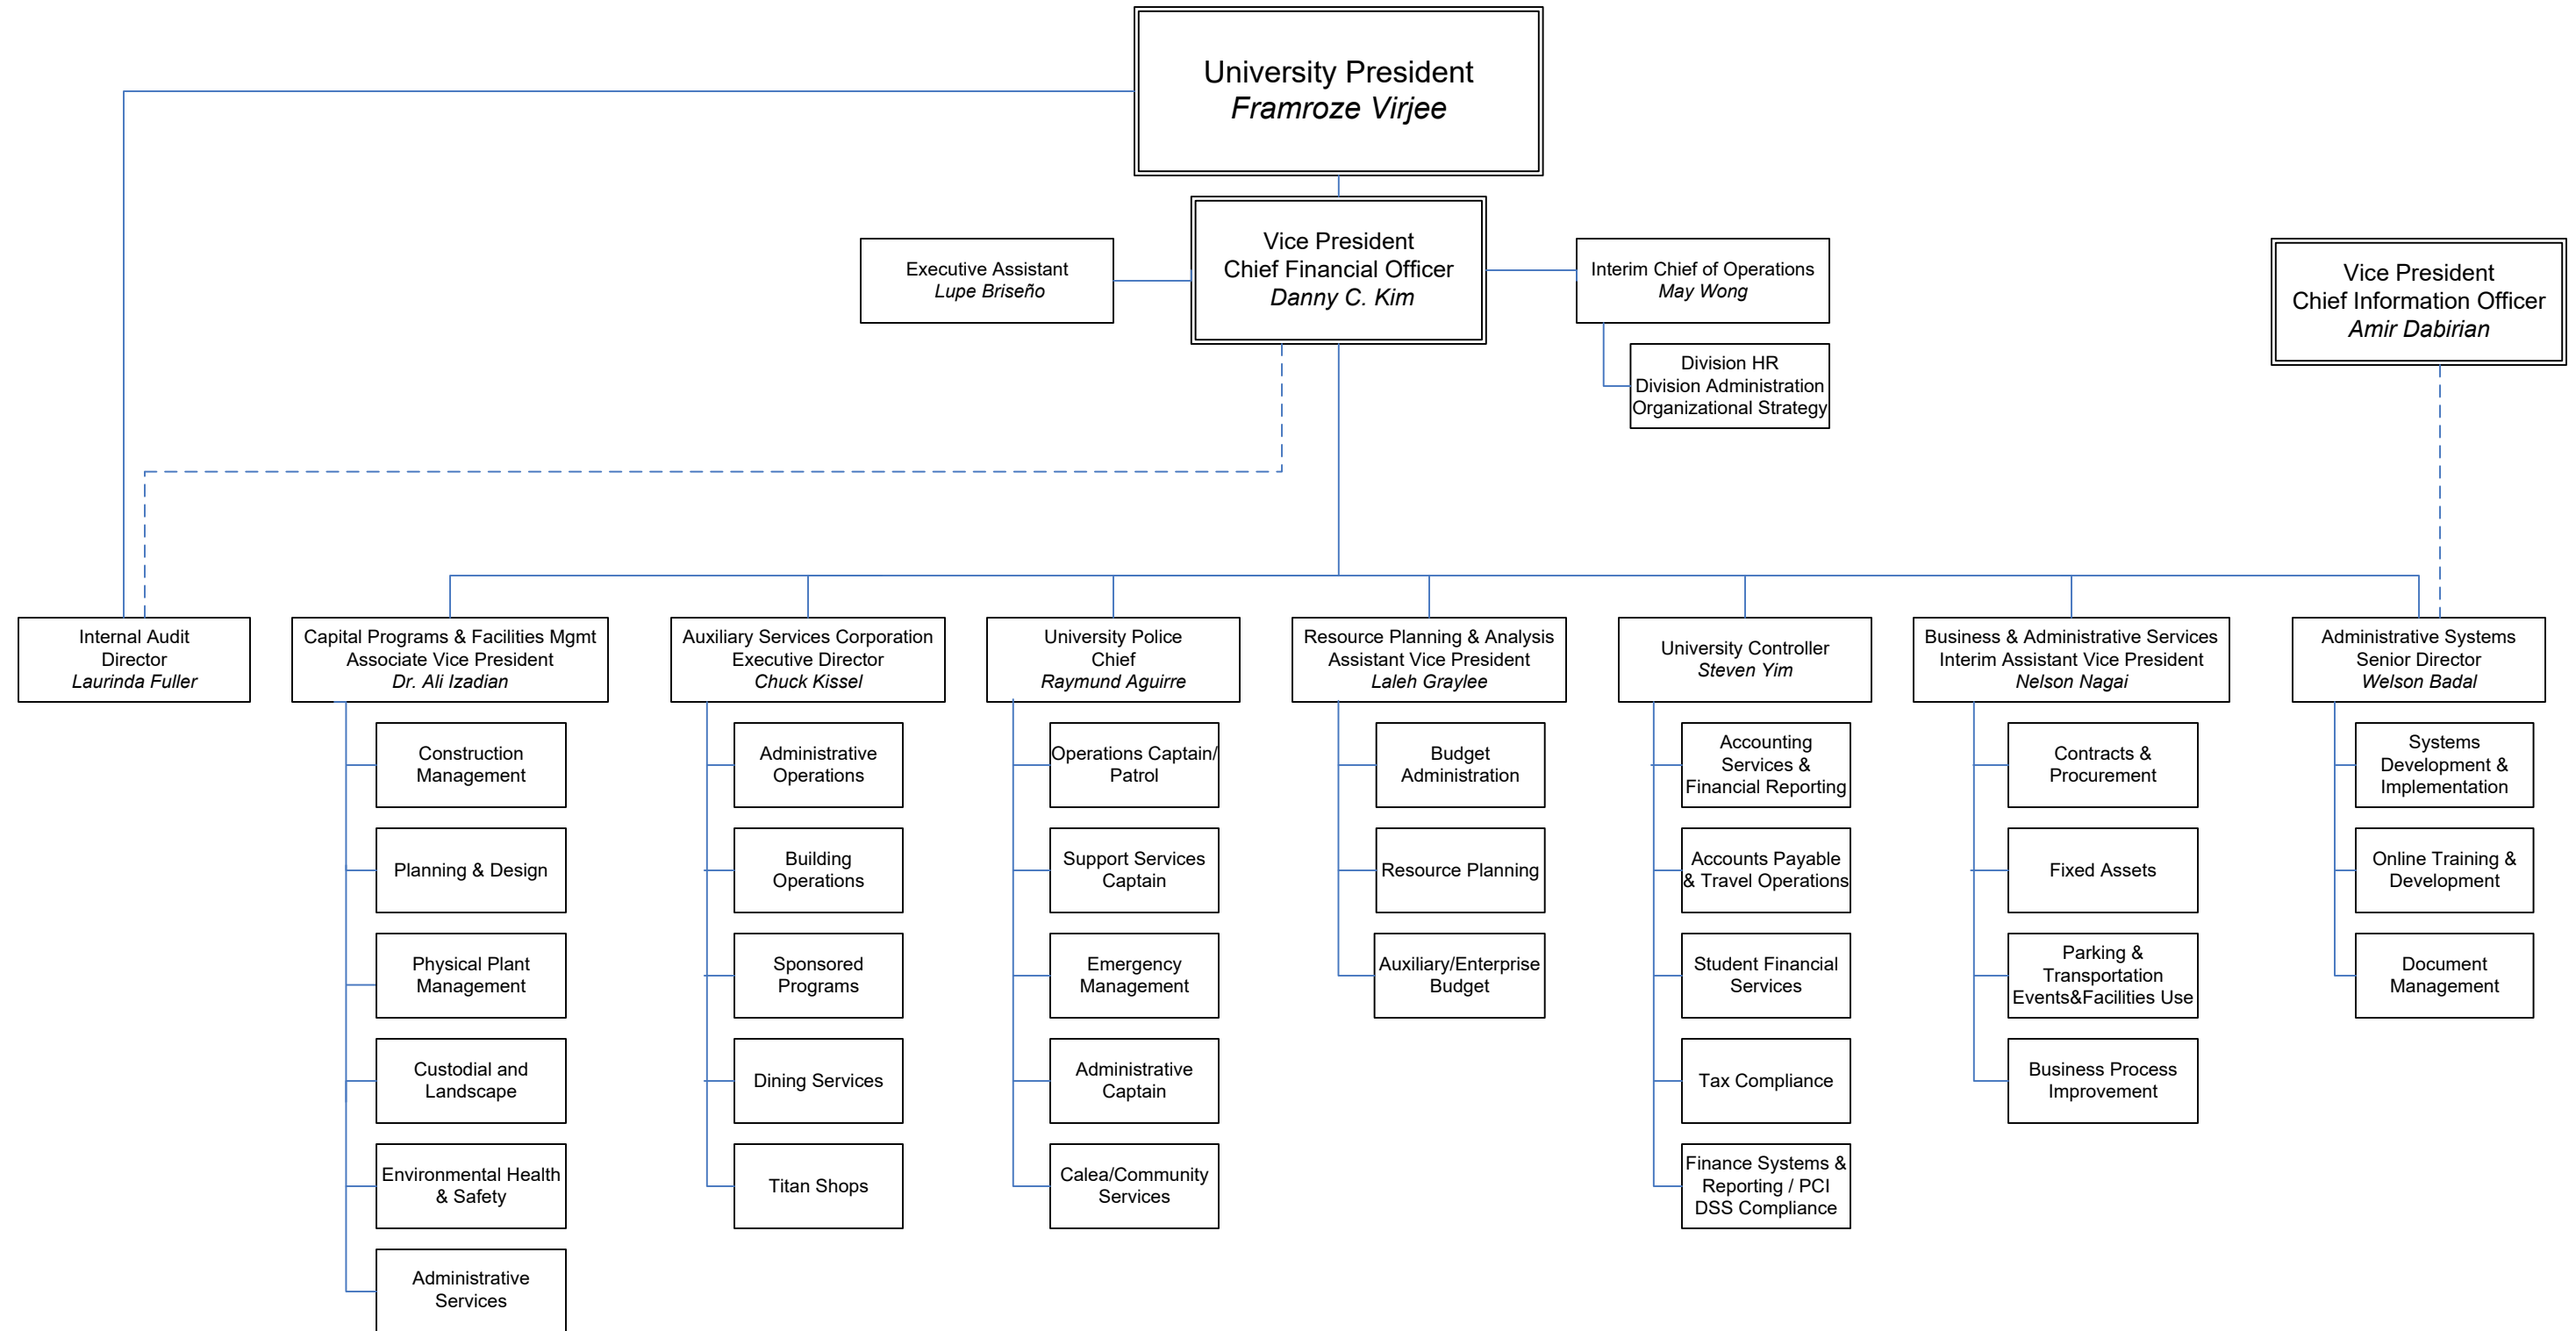 University President
Framroze Virjee
Vice President
Chief Financial Officer
Danny C. Kim
Executive Assistant
Lupe Briseño
Interim Chief of Operations
May Wong
Division HR
Division Administration
Organizational Strategy
Vice President
Chief Information Officer
Amir Dabirian
Internal Audit
Director
Laurinda Fuller
Capital Programs & Facilities Mgmt
Associate Vice President
Dr. Ali Izadian
Construction
Management
Planning & Design
Physical Plant
Management
Custodial and
Landscape
Environmental Health
& Safety
Administrative
Services
Auxiliary Services Corporation
Executive Director
Chuck Kissel
Administrative
Operations
Building
Operations
Sponsored
Programs
Dining Services
Titan Shops
University Police
Chief
Raymund Aguirre
Operations Captain/
Patrol
Support Services
Captain
Emergency
Management
Administrative
Captain
Calea/Community
Services
Resource Planning & Analysis
Assistant Vice President
Laleh Graylee
Budget
Administration
Resource Planning
Auxiliary/Enterprise
Budget
University Controller
Steven Yim
Accounting
Services &
Financial Reporting
Accounts Payable
& Travel Operations
Student Financial
Services
Tax Compliance
Finance Systems &
Reporting / PCI
DSS Compliance
Business & Administrative Services
Interim Assistant Vice President
Nelson Nagai
Contracts &
Procurement
Fixed Assets
Parking &
Transportation
Events&Facilities Use
Business Process
Improvement
Administrative Systems
Senior Director
Welson Badal
Systems
Development &
Implementation
Online Training &
Development
Document
Management